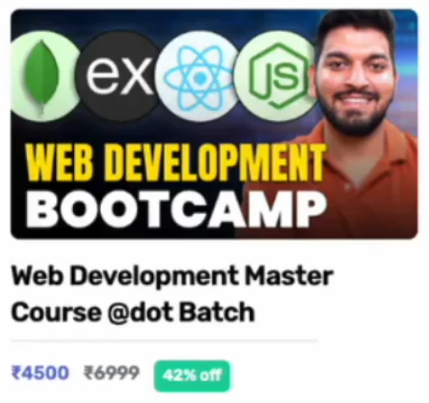 ex
JS
WEB DEVELOPMENT
BOOTCAMP
Web Development Master
Course @dot Batch
₹4500 ₹6999 42% off